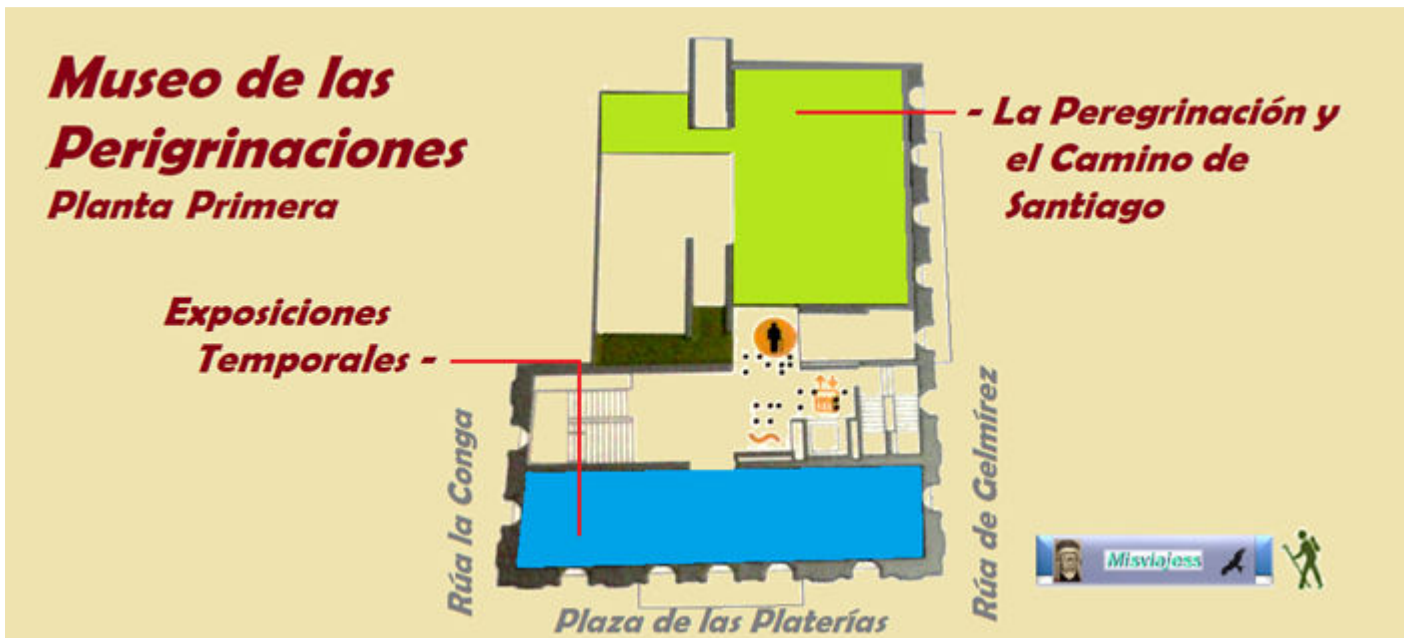 Museo de las
Perigrinaciones
Planta Primera
- La Peregrinación y
el Camino de
Santiago
Exposiciones
Temporales -
Rúa la Conga
Rúa de Gelmírez
Plaza de las Platerías
Misviajess